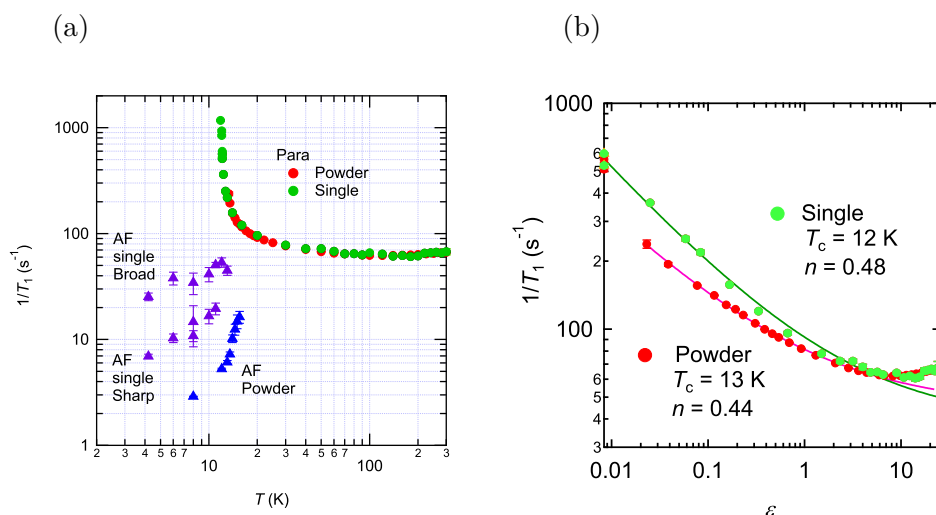 (a)
(b)
1000
100
10
1
1/T1 (s-1)
Para
Powder
Single
AF
single
Broad
AF
single
Sharp
AF
Powder
2 3 4 5 6 7 10 2 3 4 5 6 7 100 2 3
T (K)
1000
6
5
4
3
2
100
6
5
4
3
1/T1 (s-1)
Single
Tc = 12 K
n = 0.48
Powder
Tc = 13 K
n = 0.44
0.01 0.1 1 10
ε